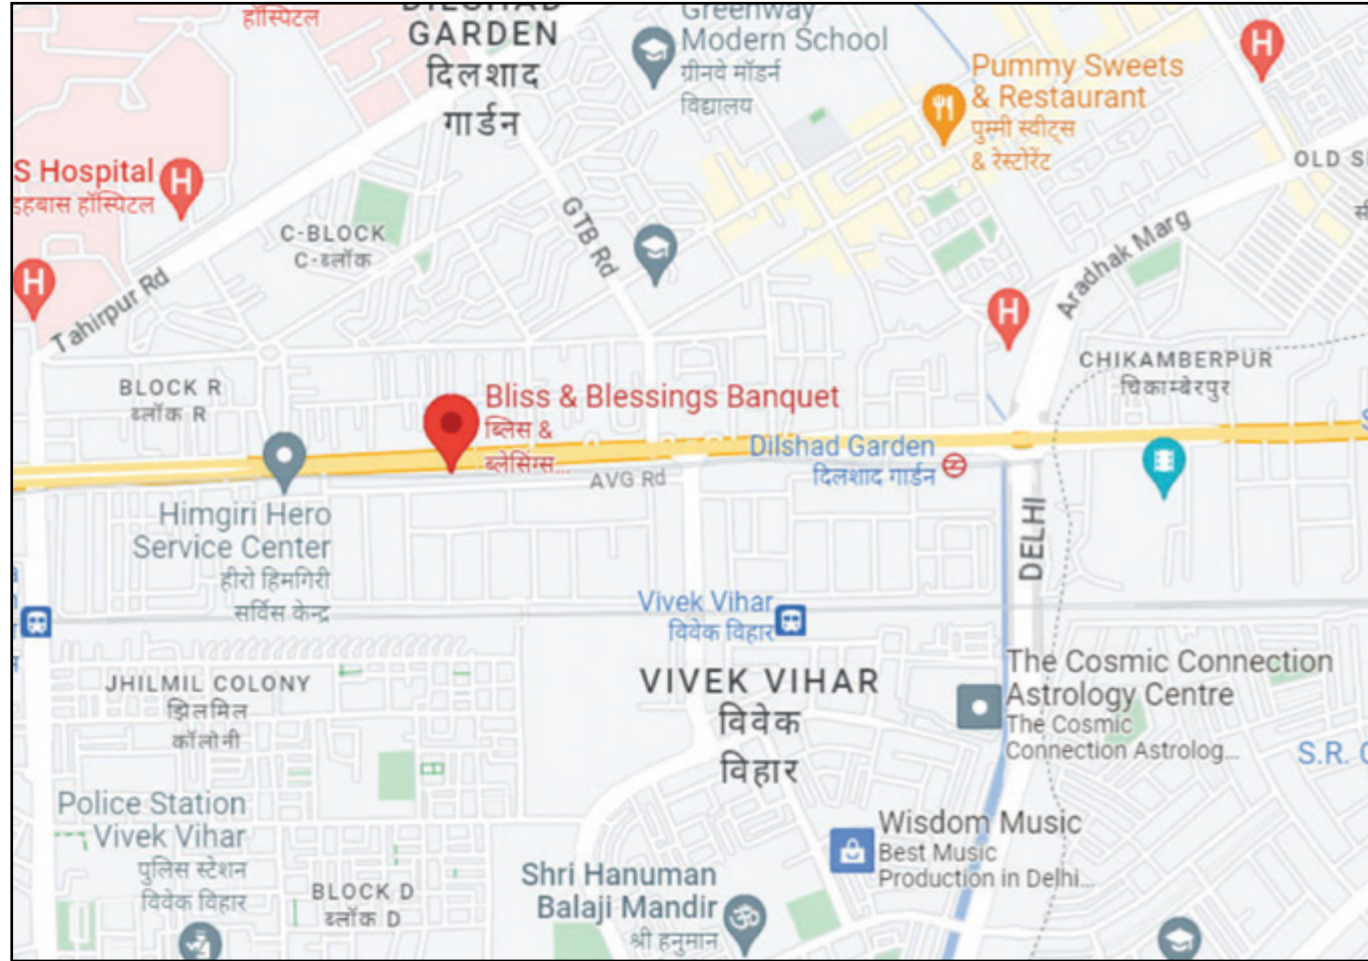 हॉस्पिटल
DILSHAD
GARDEN
दिलशाद
गार्डन
Greenway
Modern School
ग्रीनवे मॉडर्न
विद्यालय
Pummy Sweets
& Restaurant
पुम्मी स्वीट्स
& रेस्टोरेंट
OLD
S Hospital
इहबास हॉस्पिटल
C-BLOCK
C-ब्लॉक
GTB Rd
Aradhak Marg
Tahirpur Rd
BLOCK R
ब्लॉक R
CHIKAMBERPUR
चिकाम्बेरपुर
Bliss & Blessings Banquet
ब्लिस &
ब्लेसिंग्स...
Dilshad Garden
दिलशाद गार्डन
AVG Rd
Himgiri Hero
Service Center
हीरो हिमगिरी
सर्विस केन्द्र
DELHI
Vivek Vihar
विवेक विहार
VIVEK VIHAR
विवेक
विहार
JHILMIL COLONY
झिलमिल
कॉलोनी
The Cosmic Connection
Astrology Centre
The Cosmic
Connection Astrolog...
S.R.
Police Station
Vivek Vihar
पुलिस स्टेशन
विवेक विहार
BLOCK D
ब्लॉक D
Wisdom Music
Best Music
Production in Delhi...
Shri Hanuman
Balaji Mandir
श्री हनुमान